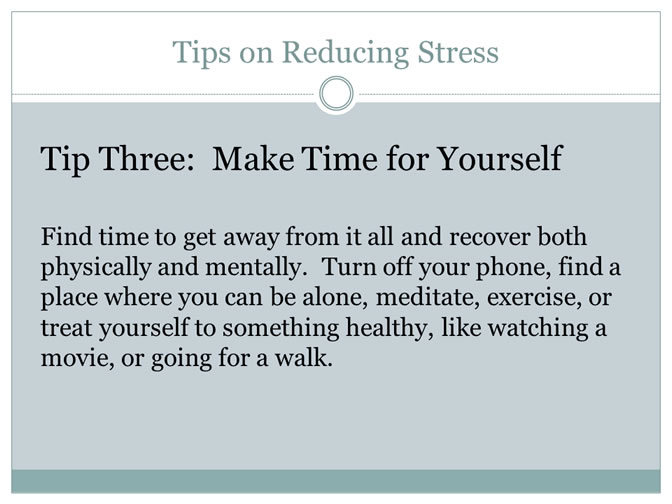 Tips on Reducing Stress
Tip Three:  Make Time for Yourself
Find time to get away from it all and recover both
physically and mentally.  Turn off your phone, find a
place where you can be alone, meditate, exercise, or
treat yourself to something healthy, like watching a
movie, or going for a walk.